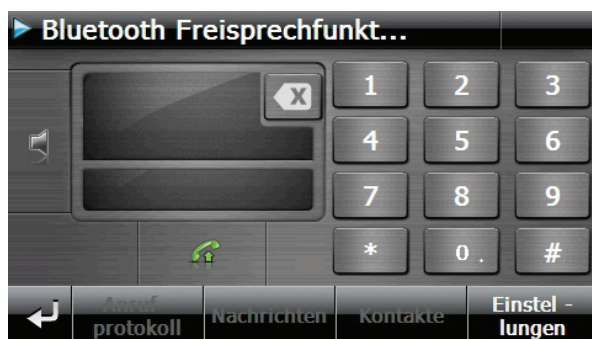 Bluetooth Freisprechfunkt...
X
1 2 3
4 5 6
7 8 9
* 0 . #
Anruf-
protokoll
Nachrichten
Kontakte
Einstel -
lungen